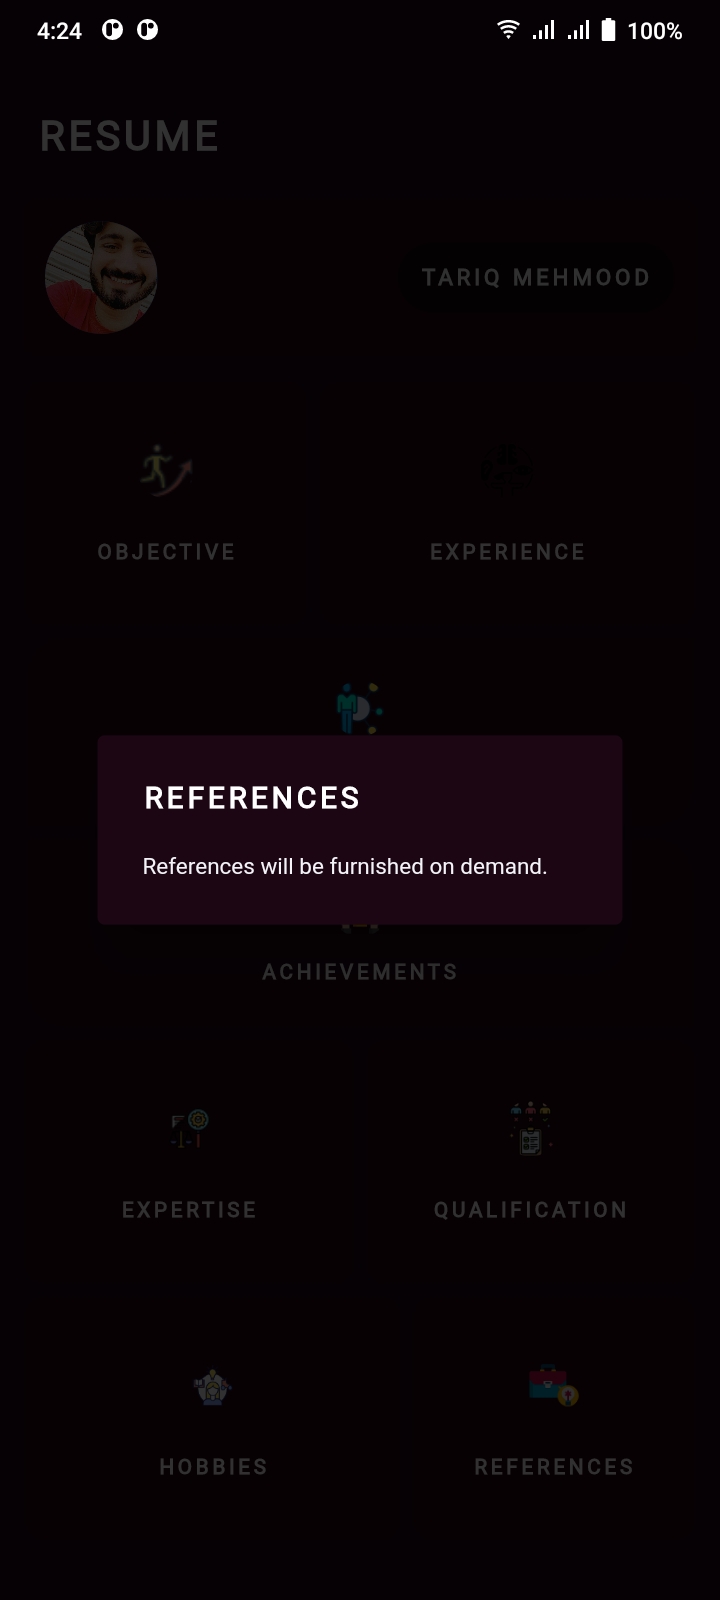 4:24
100%
RESUME
TARIQ MEHMOOD
OBJECTIVE
EXPERIENCE
REFERENCES
References will be furnished on demand.
ACHIEVEMENTS
EXPERTISE
QUALIFICATION
HOBBIES
REFERENCES